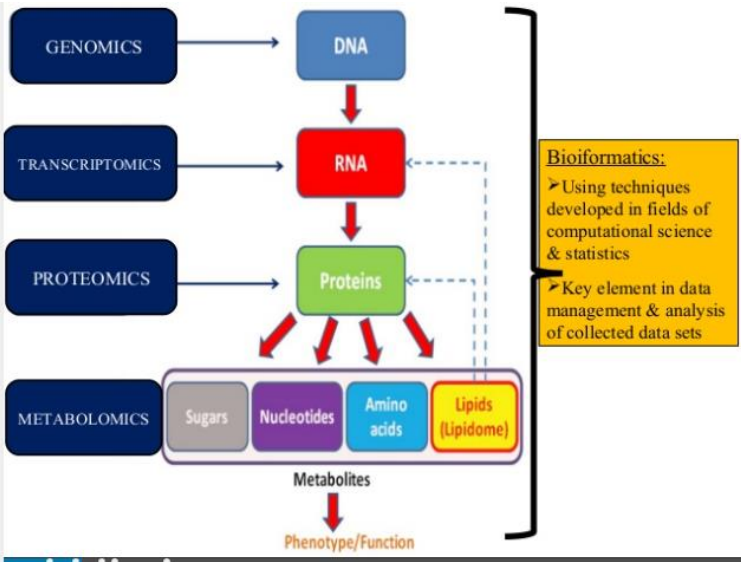 GENOMICS
DNA
TRANSCRIPTOMICS
RNA
PROTEOMICS
Proteins
METABOLOMICS
Sugars
Nucleotides
Amino
acids
Lipids
(Lipidome)
Metabolites
Phenotype/Function
Bioiformatics:
➤Using techniques
developed in fields of
computational science
& statistics
➤Key element in data
management & analysis
of collected data sets